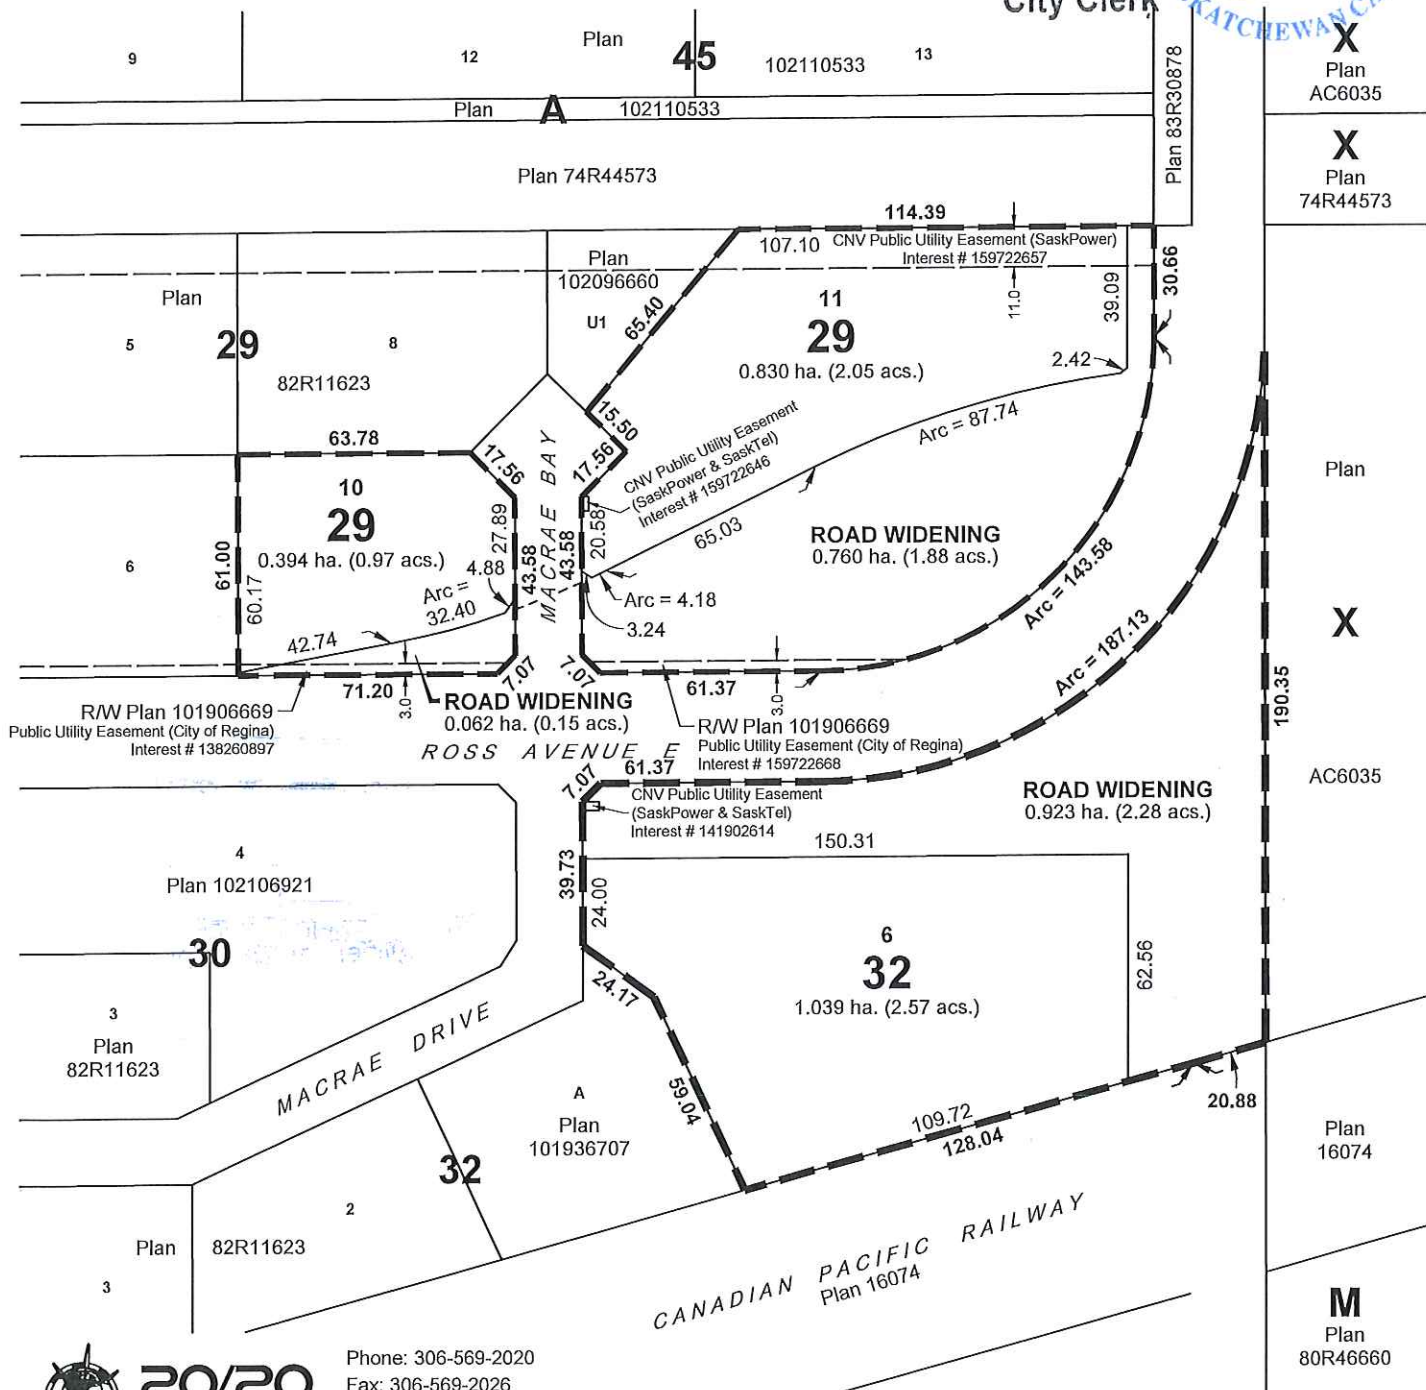 City Clerk
SKATCHEWAN CA
9
12
Plan
45
102110533
13
Plan
A
102110533
Plan 83R30878
X
Plan
AC6035
Plan 74R44573
X
Plan
74R44573
114.39
107.10
CNV Public Utility Easement (SaskPower)
Interest # 159722657
30.66
39.09
11.0
Plan
102096660
U1
65.40
11
29
0.830 ha. (2.05 acs.)
2.42
Plan
5
29
8
82R11623
15.50
17.56
CNV Public Utility Easement
(SaskPower & SaskTel)
Interest # 159722646
Arc = 87.74
63.78
17.56
MACRAE BAY
Plan
10
29
0.394 ha. (0.97 acs.)
27.89
43.58
43.58
20.58
65.03
ROAD WIDENING
0.760 ha. (1.88 acs.)
6
61.00
60.17
4.88
Arc =
32.40
Arc = 4.18
3.24
Arc = 143.58
X
42.74
7.07
7.07
71.20
3.0
61.37
3.0
Arc = 187.13
190.35
ROAD WIDENING
0.062 ha. (0.15 acs.)
R/W Plan 101906669
Public Utility Easement (City of Regina)
Interest # 138260897
R/W Plan 101906669
Public Utility Easement (City of Regina)
Interest # 159722668
ROSS AVENUE E
61.37
7.07
CNV Public Utility Easement
(SaskPower & SaskTel)
Interest # 141902614
ROAD WIDENING
0.923 ha. (2.28 acs.)
AC6035
150.31
4
Plan 102106921
39.73
24.00
30
6
32
1.039 ha. (2.57 acs.)
62.56
24.17
3
Plan
82R11623
MACRAE DRIVE
59.04
A
Plan
101936707
109.72
128.04
20.88
Plan
16074
32
2
Plan
82R11623
3
CANADIAN PACIFIC RAILWAY
Plan 16074
M
Plan
80R46660
20/20
Phone: 306-569-2020
Fax: 306-569-2026